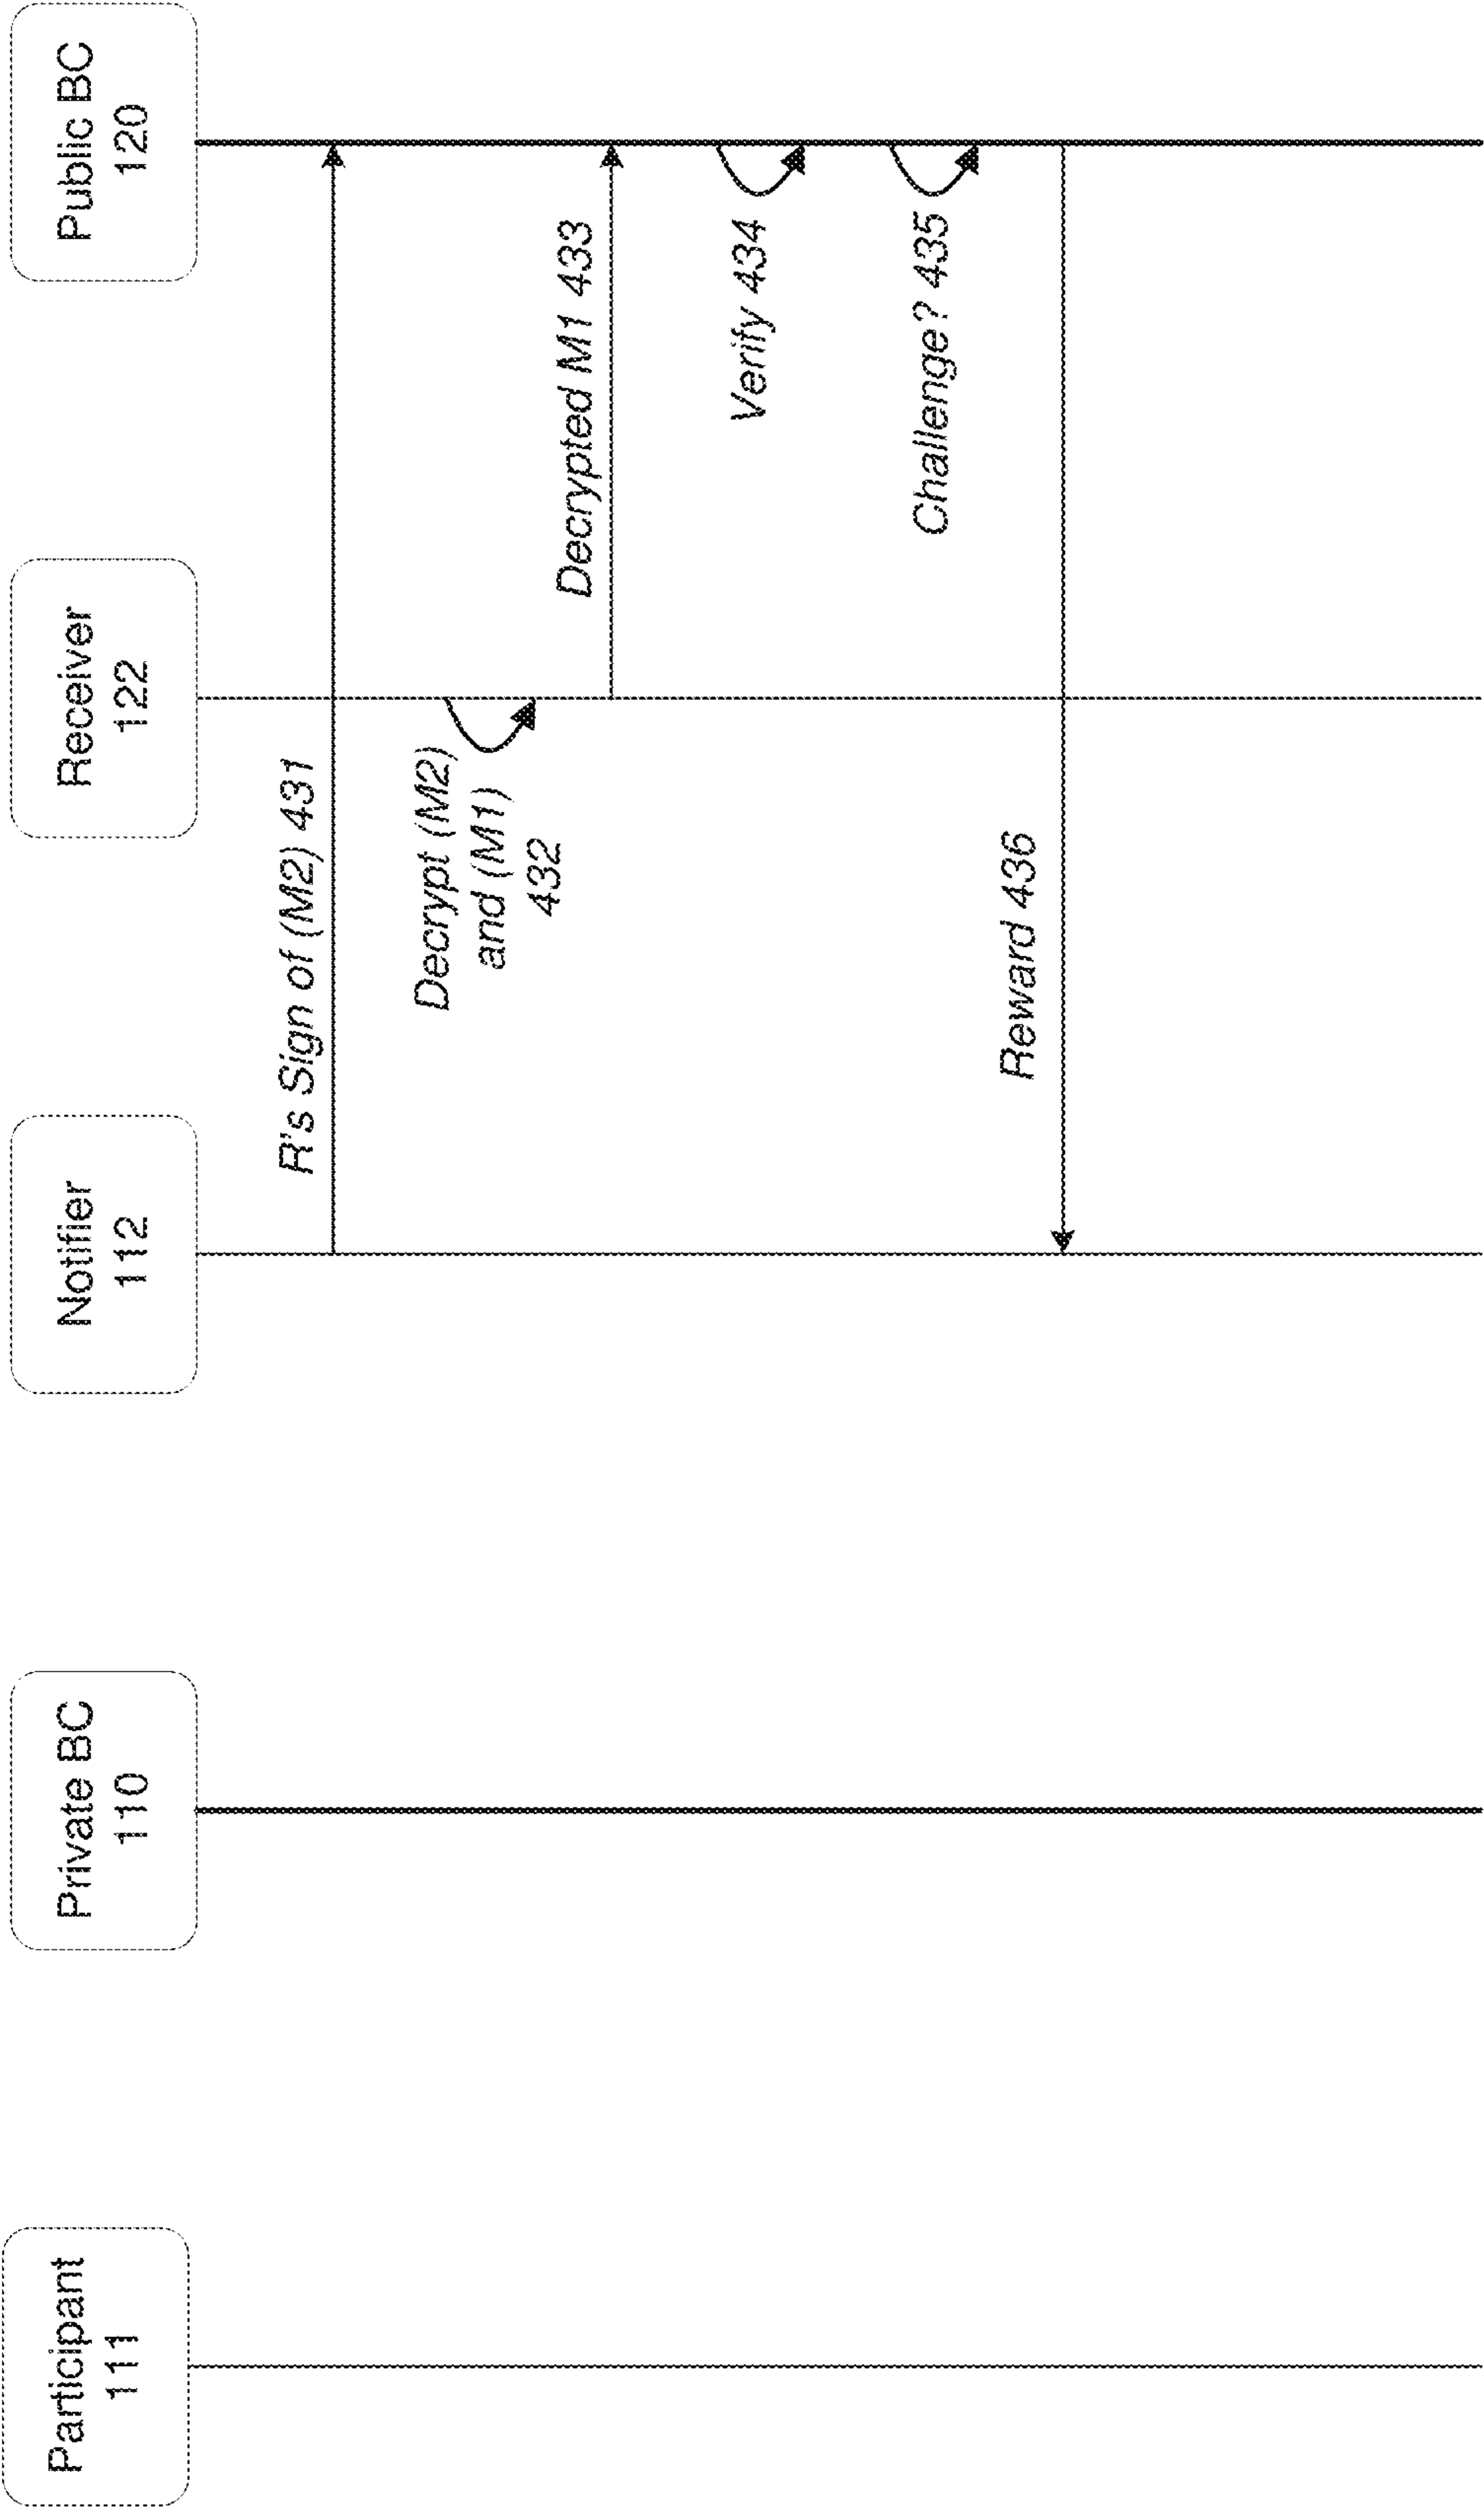 Participant
111
Private BC
110
Notifier
112
Receiver
122
Public BC
120
R's Sign of (M2) 431
Decrypt (M2)
and (M1)
432
Decrypted M1 433
Verify 434
Challenge? 435
Reward 436